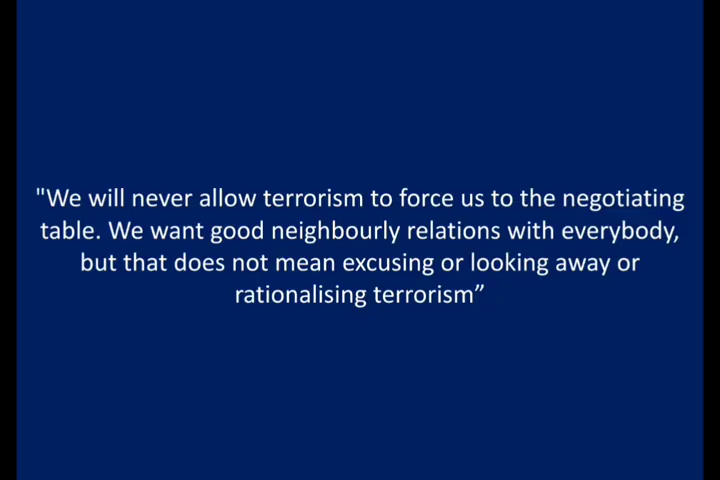 "We will never allow terrorism to force us to the negotiating
table. We want good neighbourly relations with everybody,
but that does not mean excusing or looking away or
rationalising terrorism”